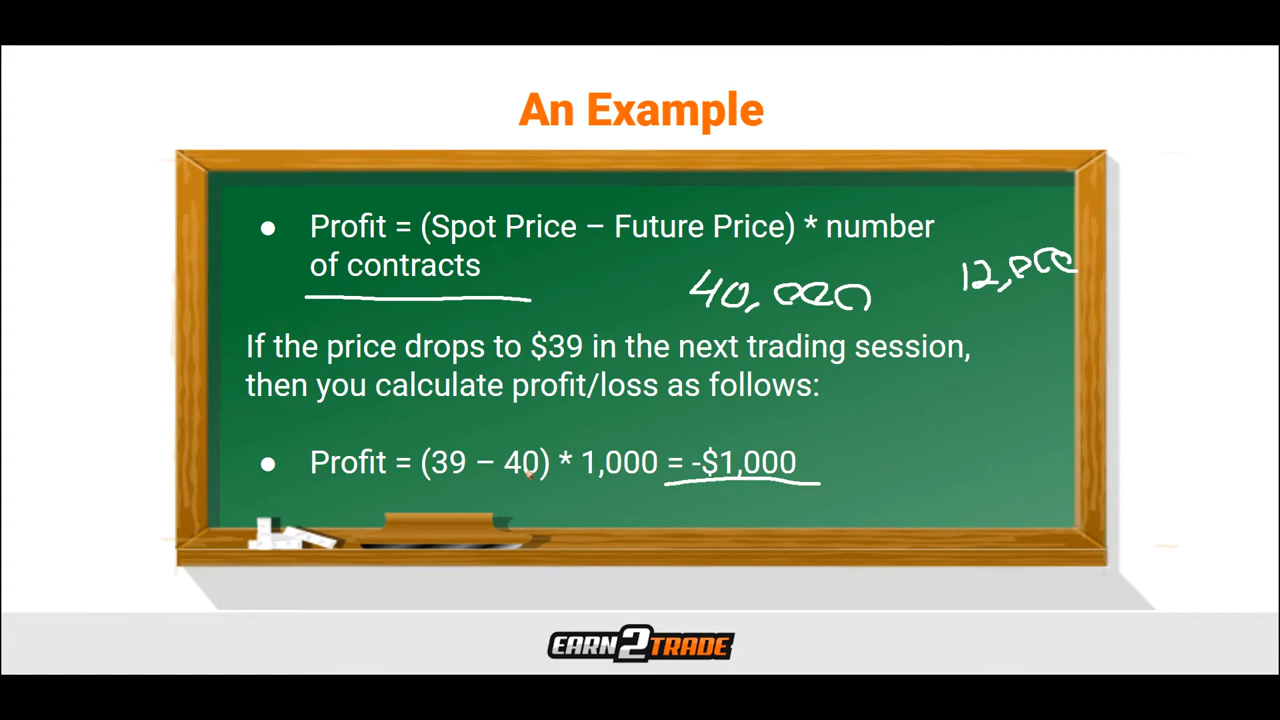 An Example
● Profit = (Spot Price – Future Price) * number
of contracts
12,000
40,000
If the price drops to $39 in the next trading session,
then you calculate profit/loss as follows:
● Profit = (39 – 40) * 1,000 = -$1,000
EARN2TRADE